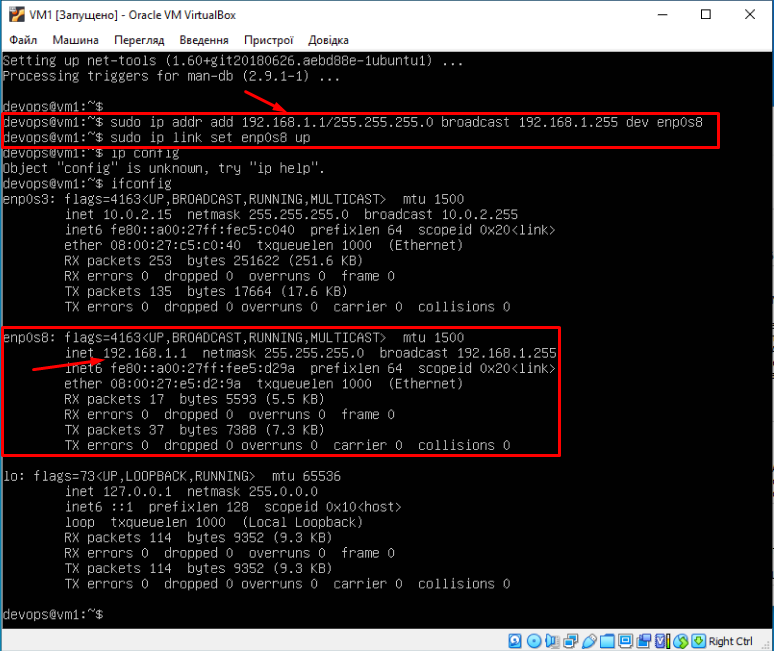 VM1 [Запущено] - Oracle VM VirtualBox
Файл Машина Перегляд Введення Пристрої Довідка
Setting up net-tools (1.60+git20180626.aebd88e-1ubuntu1) ...
Processing triggers for man-db (2.9.1-1) ...
devops@vm1:~$
devops@vm1:~$ sudo ip addr add 192.168.1.1/255.255.255.0 broadcast 192.168.1.255 dev enp0s8
devops@vm1:~$ sudo ip link set enp0s8 up
devops@vm1:~$ ip config
Object "config" is unknown, try "ip help".
devops@vm1:~$ ifconfig
enp0s3: flags=4163<UP,BROADCAST,RUNNING,MULTICAST>  mtu 1500
inet 10.0.2.15  netmask 255.255.255.0  broadcast 10.0.2.255
inet6 fe80::a00:27ff:fec5:c040  prefixlen 64  scopeid 0x20<link>
ether 08:00:27:c5:c0:40  txqueuelen 1000  (Ethernet)
RX packets 253  bytes 251622 (251.6 KB)
RX errors 0  dropped 0  overruns 0  frame 0
TX packets 135  bytes 17664 (17.6 KB)
TX errors 0  dropped 0 overruns 0  carrier 0  collisions 0
enp0s8: flags=4163<UP,BROADCAST,RUNNING,MULTICAST>  mtu 1500
inet 192.168.1.1  netmask 255.255.255.0  broadcast 192.168.1.255
inet6 fe80::a00:27ff:fee5:d29a  prefixlen 64  scopeid 0x20<link>
ether 08:00:27:e5:d2:9a  txqueuelen 1000  (Ethernet)
RX packets 17  bytes 5593 (5.5 KB)
RX errors 0  dropped 0  overruns 0  frame 0
TX packets 37  bytes 7388 (7.3 KB)
TX errors 0  dropped 0 overruns 0  carrier 0  collisions 0
lo: flags=73<UP,LOOPBACK,RUNNING>  mtu 65536
inet 127.0.0.1  netmask 255.0.0.0
inet6 ::1  prefixlen 128  scopeid 0x10<host>
loop  txqueuelen 1000  (Local Loopback)
RX packets 114  bytes 9352 (9.3 KB)
RX errors 0  dropped 0  overruns 0  frame 0
TX packets 114  bytes 9352 (9.3 KB)
TX errors 0  dropped 0 overruns 0  carrier 0  collisions 0
devops@vm1:~$
Right Ctrl